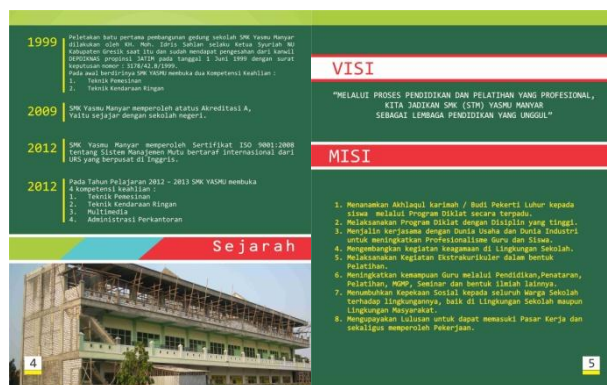 1999
Peletakan batu pertama pembangunan gedung sekolah SMK Yasmu Manyar
dilakukan oleh KH. Moh. Idris Sahlan selaku Ketua Syuriah NU
Kabupaten Gresik saat itu dan sudah mendapat pengesahan dari kanwil
DEPDIKNAS propinsi JATIM pada tanggal 1 Juni 1999 dengan surat
keputusan nomor : 3178/42.B/1999.
Pada awal berdirinya SMK YASMU membuka dua Kompetensi Keahlian :
1. Teknik Pemesinan
2. Teknik Kendaraan Ringan
2009
SMK Yasmu Manyar memperoleh atatus Akreditasi A,
Yaitu sejajar dengan sekolah negeri.
2012
SMK Yasmu Manyar memperoleh Sertifikat ISO 9001:2008
tentang Sistem Manajemen Mutu bertaraf internasional dari
URS yang berpusat di Inggris.
2012
Pada Tahun Pelajaran 2012 – 2013 SMK YASMU membuka
4 kompetensi keahlian :
1. Teknik Pemesinan
2. Teknik Kendaraan Ringan
3. Multimedia
4. Administrasi Perkantoran
Sejarah
4
VISI
"MELALUI PROSES PENDIDIKAN DAN PELATIHAN YANG PROFESIONAL,
KITA JADIKAN SMK (STM) YASMU MANYAR
SEBAGAI LEMBAGA PENDIDIKAN YANG UNGGUL"
MISI
1. Menanamkan Akhlaqul karimah / Budi Pekerti Luhur kepada
siswa melalui Program Diklat secara terpadu.
2. Melaksanakan Program Diklat dengan Disiplin yang tinggi.
3. Menjalin kerjasama dengan Dunia Usaha dan Dunia Industri
untuk meningkatkan Profesionalisme Guru dan Siswa.
4. Mengembangkan kegiatan keagamaan di Lingkungan Sekolah.
5. Melaksanakan Kegiatan Ekstrakurikuler dalam bentuk
Pelatihan.
6. Meningkatkan kemampuan Guru melalui Pendidikan,Penataran,
Pelatihan, MGMP, Seminar dan bentuk ilmiah lainnya.
7. Menumbuhkan Kepekaan Sosial kepada seluruh Warga Sekolah
terhadap lingkungannya, baik di Lingkungan Sekolah maupun
Lingkungan Masyarakat.
8. Mengupayakan Lulusan untuk dapat memasuki Pasar Kerja dan
sekaligus memperoleh Pekerjaan.
5